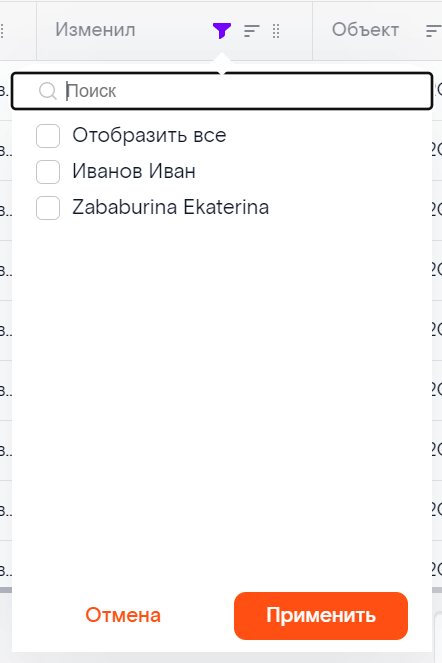 Изменил Объект
Поиск
Отобразить все
Иванов Иван
Zababurina Ekaterina
Отмена Применить